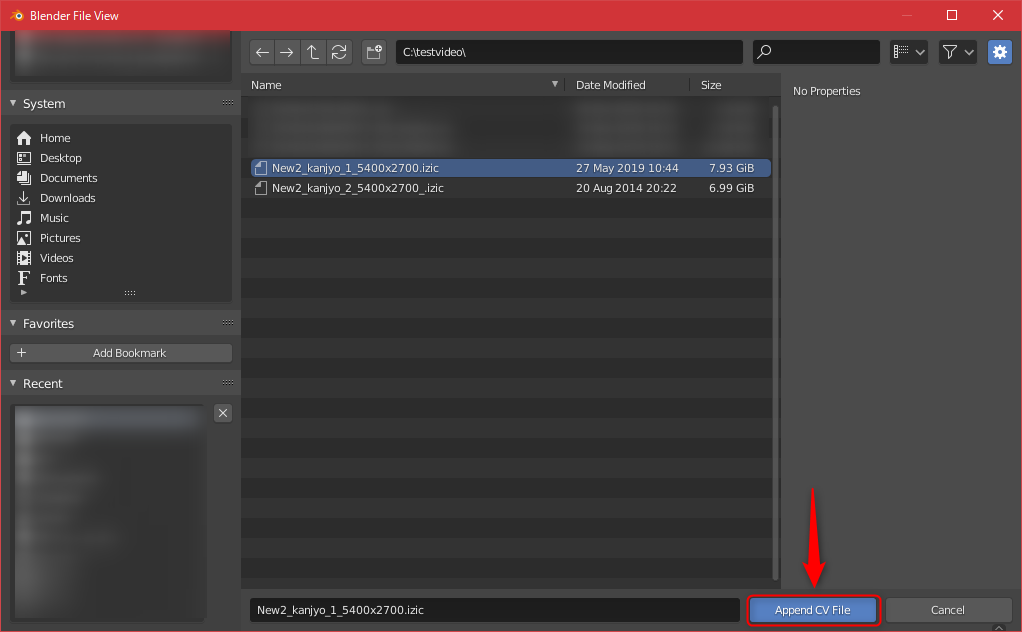 Blender File View
C:\testvideo\
System
Home
Desktop
Documents
Downloads
Music
Pictures
Videos
Fonts
Favorites
Add Bookmark
Recent
Name Date Modified Size
New2_kanjyo_1_5400x2700.izic 27 May 2019 10:44 7.93 GiB
New2_kanjyo_2_5400x2700_.izic 20 Aug 2014 20:22 6.99 GiB
No Properties
New2_kanjyo_1_5400x2700.izic
Append CV File
Cancel